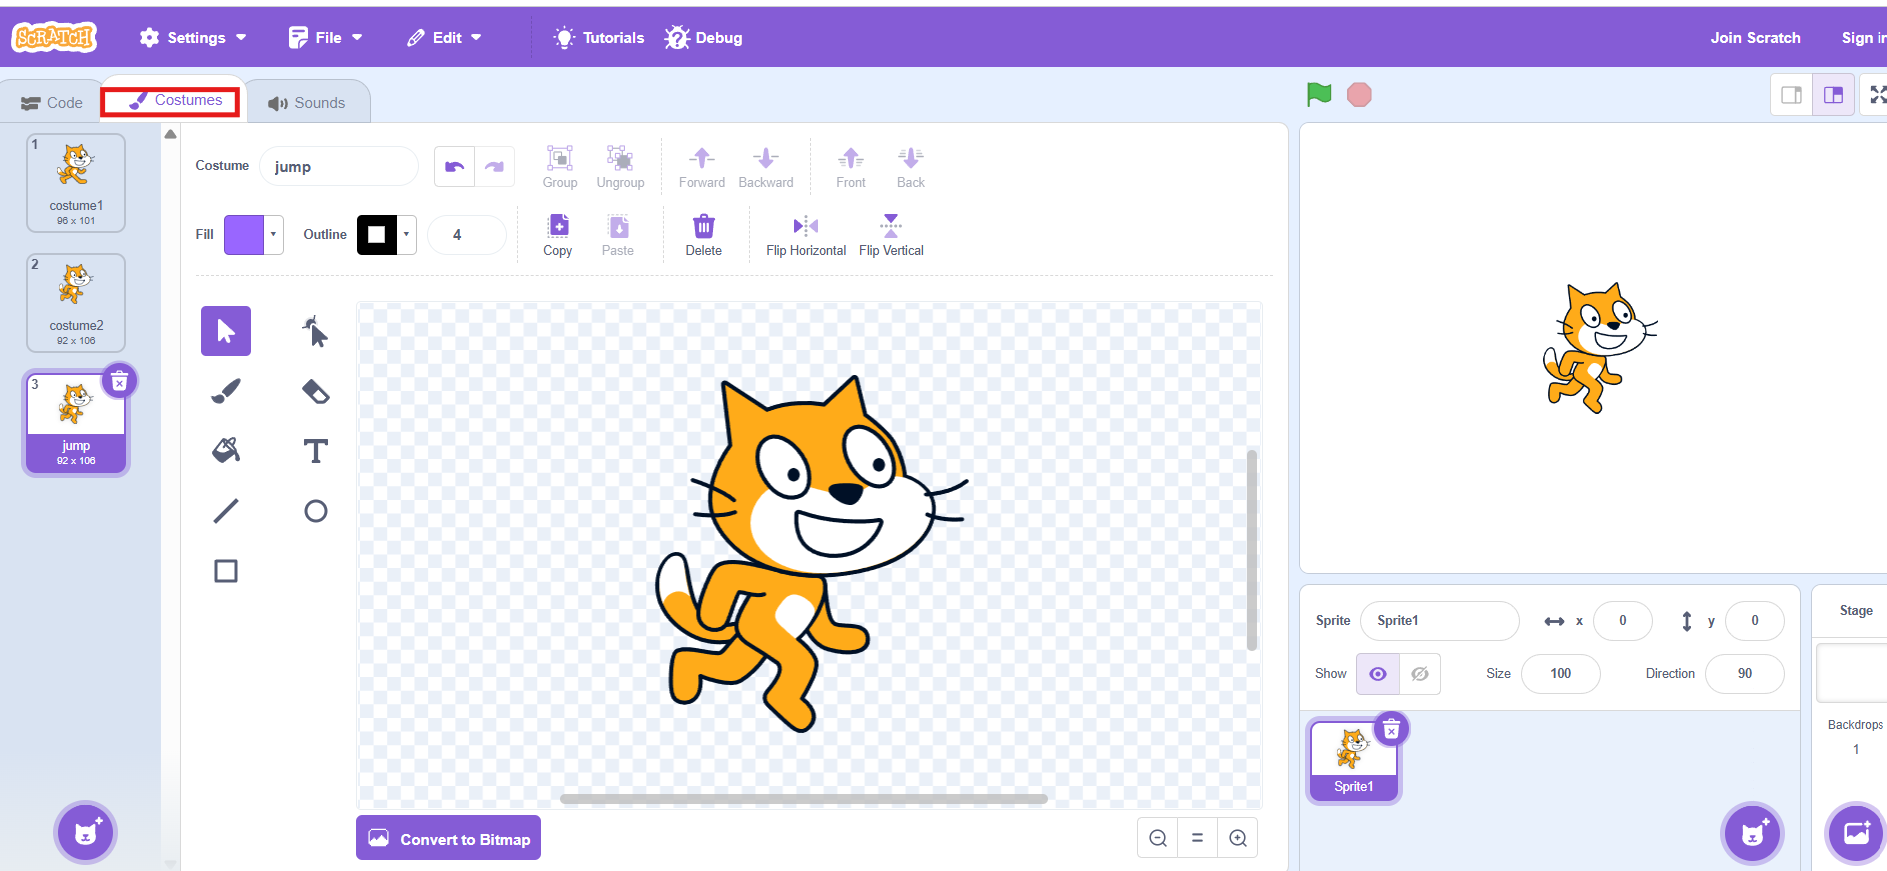 SCRATCH Settings File Edit Tutorials Debug Join Scratch Sign in
Code Costumes Sounds
1
costume1
96 x 101
2
costume2
92 x 106
3
jump
92 x 106
Costume jump Group Ungroup Forward Backward Front Back
Fill Outline 4 Copy Paste Delete Flip Horizontal Flip Vertical
T
Convert to Bitmap
Sprite Sprite1 x 0 y 0
Show Size 100 Direction 90
Sprite1
Stage
Backdrops
1